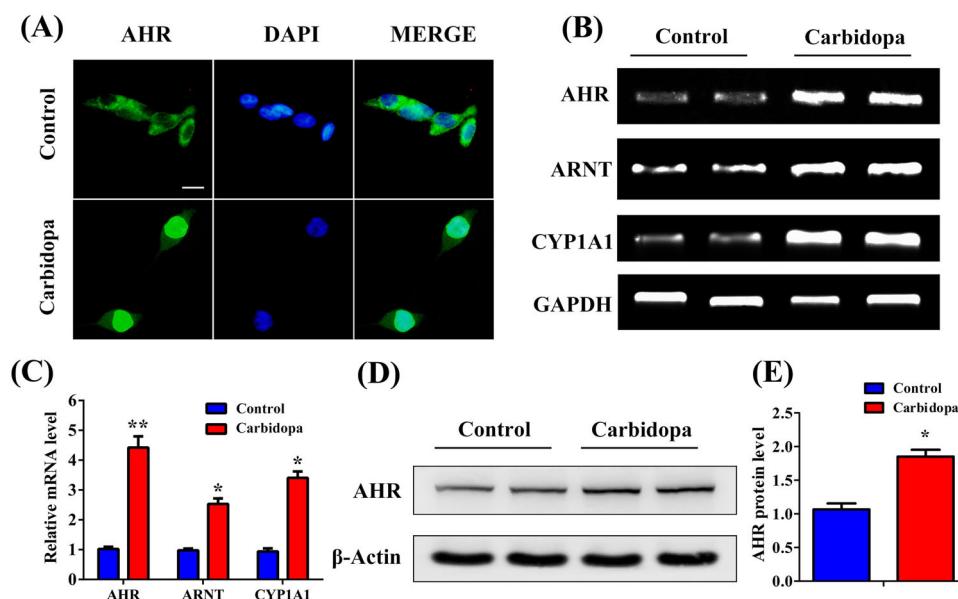 (A)
AHR DAPI MERGE
Control
Carbidopa
(B)
Control Carbidopa
AHR
ARNT
CYP1A1
GAPDH
(C)
Relative mRNA level
6
5
4
3
2
1
0
Control
Carbidopa
** * *
AHR ARNT CYP1A1
(D)
Control Carbidopa
AHR
β-Actin
(E)
Control
Carbidopa
AHR protein level
2.5
2.0
1.5
1.0
0.5
0.0
*